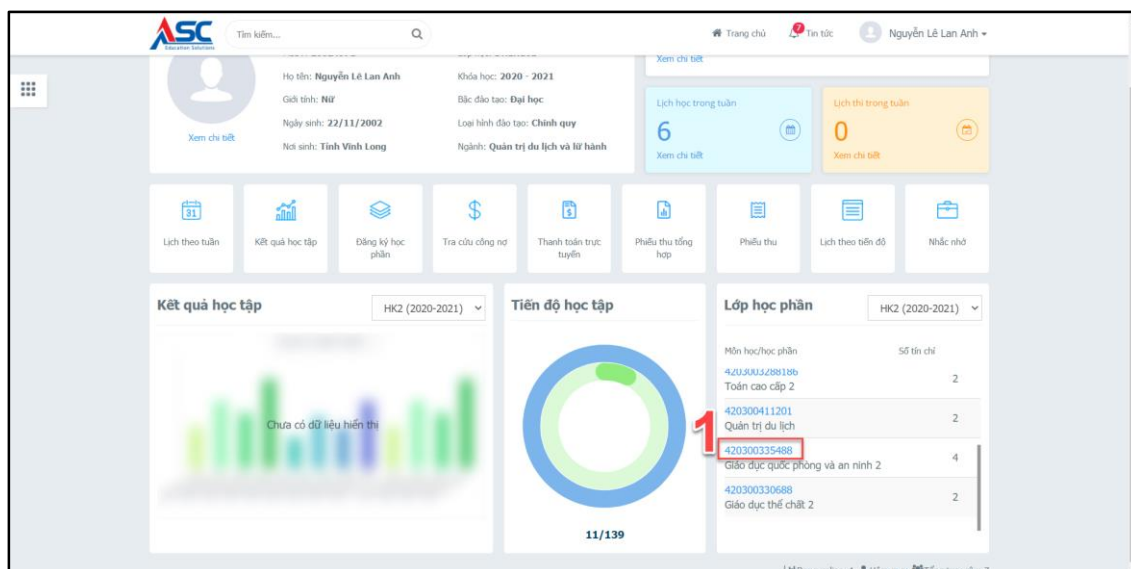 ASC
Education Solutions
Tìm kiếm...
Trang chủ
7
Tin tức
Nguyễn Lê Lan Anh
Xem chi tiết
Họ tên: Nguyễn Lê Lan Anh
Khóa học: 2020 - 2021
Giới tính: Nữ
Bậc đào tạo: Đại học
Lịch học trong tuần
Lịch thi trong tuần
Ngày sinh: 22/11/2002
Loại hình đào tạo: Chính quy
6
0
Xem chi tiết
Nơi sinh: Tỉnh Vĩnh Long
Ngành: Quản trị du lịch và lữ hành
Xem chi tiết
Xem chi tiết
31
Lịch theo tuần
Kết quả học tập
Đăng ký học
phần
Tra cứu công nợ
Thanh toán trực
tuyến
Phiếu thu tổng
hợp
Phiếu thu
Lịch theo tiến độ
Nhắc nhở
Kết quả học tập
HK2 (2020-2021)
Chưa có dữ liệu hiển thị
Tiến độ học tập
11/139
Lớp học phần
HK2 (2020-2021)
Môn học/học phần
Số tín chỉ
420300328186
Toán cao cấp 2
2
420300411201
Quản trị du lịch
2
1
420300335488
Giáo dục quốc phòng và an ninh 2
4
420300330688
Giáo dục thể chất 2
2